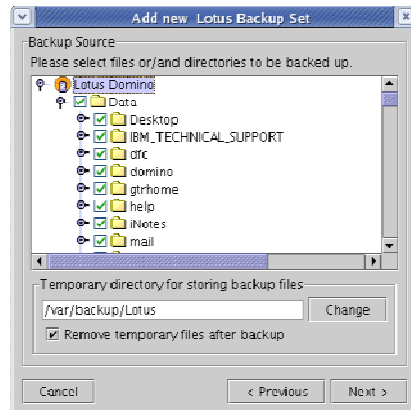 Add new Lotus Backup Set
Backup Source
Please select files or/and directories to be backed up.
Lotus Domino
Data
Desktop
IBM_TECHNICAL_SUPPORT
dfc
domino
gtrhome
help
iNotes
mail
Temporary directory for storing backup files
/var/backup/Lotus
Change
Remove temporary files after backup
Cancel
< Previous
Next >